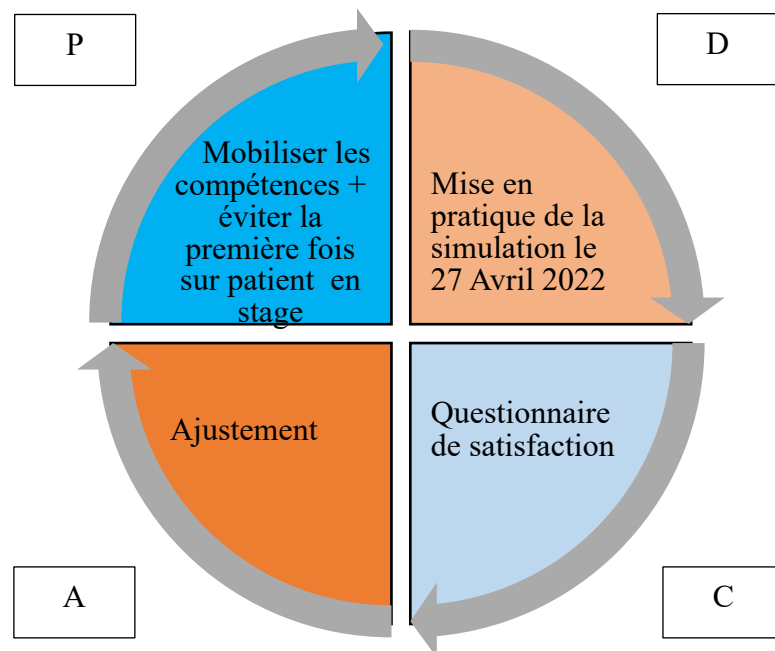 P
D
Mobiliser les
compétences +
éviter la
première fois
sur patient en
stage
Mise en
pratique de la
simulation le
27 Avril 2022
Ajustement
Questionnaire
de satisfaction
A
C